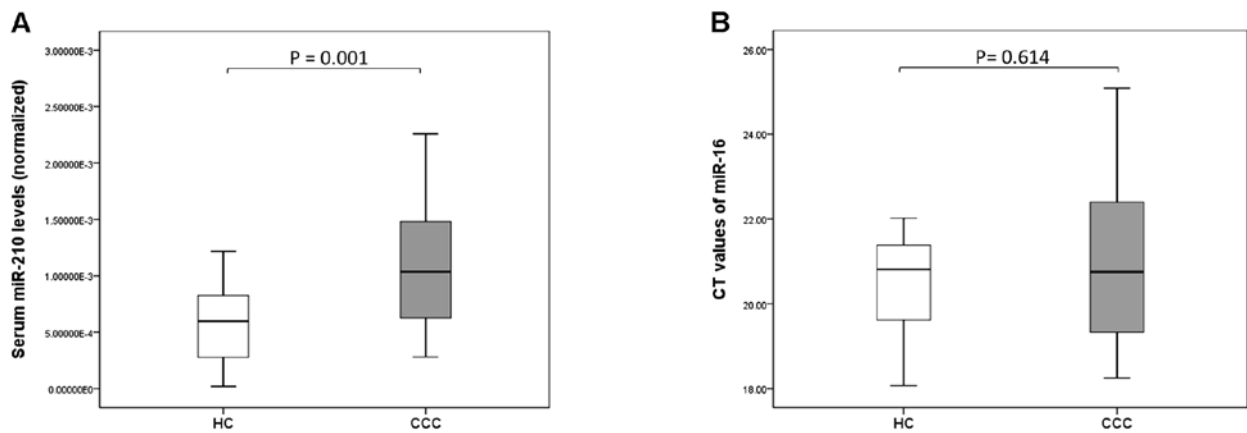 A
Serum miR-210 levels (normalized)
3.00000E-3
2.50000E-3
2.00000E-3
1.50000E-3
1.00000E-3
5.00000E-4
0.00000E0
P = 0.001
HC CCC
B
CT values of miR-16
26.00
24.00
22.00
20.00
18.00
P= 0.614
HC CCC